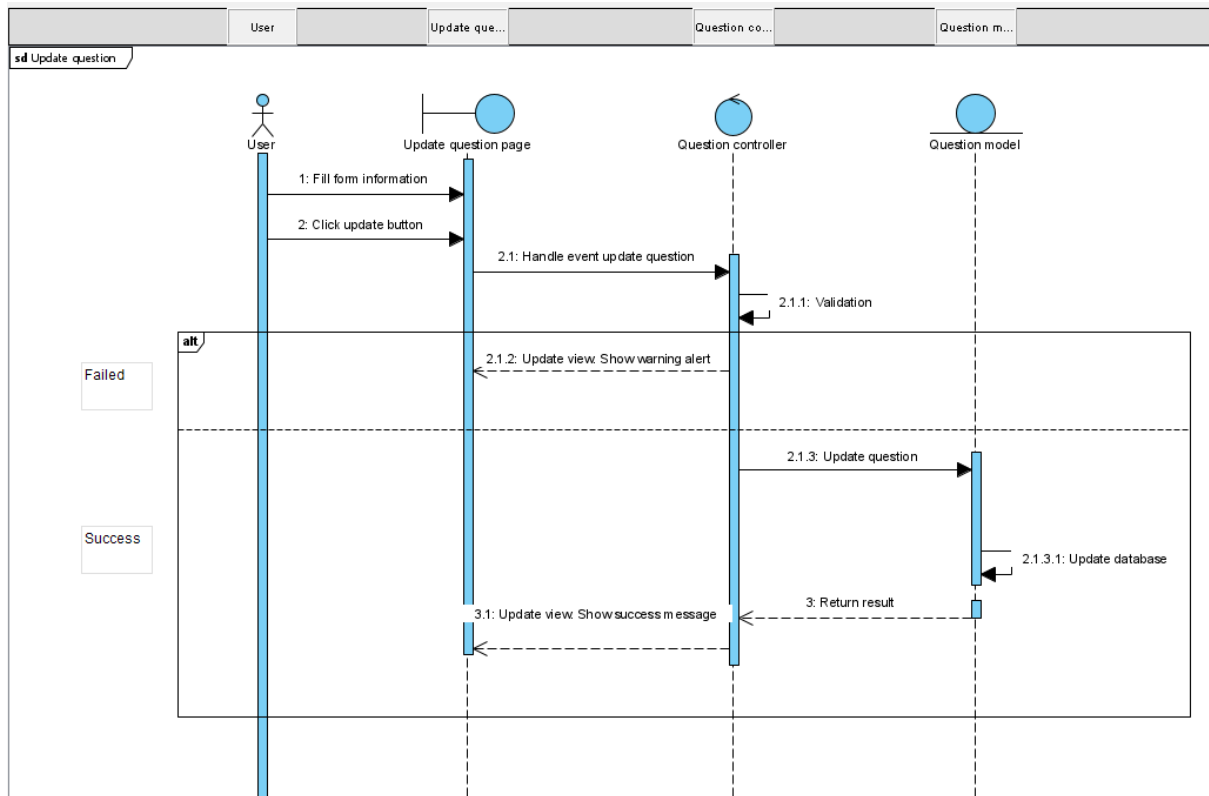 User
Update que...
Question co...
Question m...
sd Update question
User
Update question page
Question controller
Question model
1: Fill form information
2: Click update button
2.1: Handle event update question
2.1.1: Validation
alt
Failed
2.1.2: Update view. Show warning alert
2.1.3: Update question
Success
2.1.3.1: Update database
3: Return result
3.1: Update view. Show success message